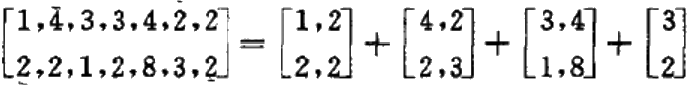 [1,4,3,3,4,2,2] = [1,2] + [4,2] + [3,4] + [3]
[2,2,1,2,8,3,2] [2,2] [2,3] [1,8] [2]